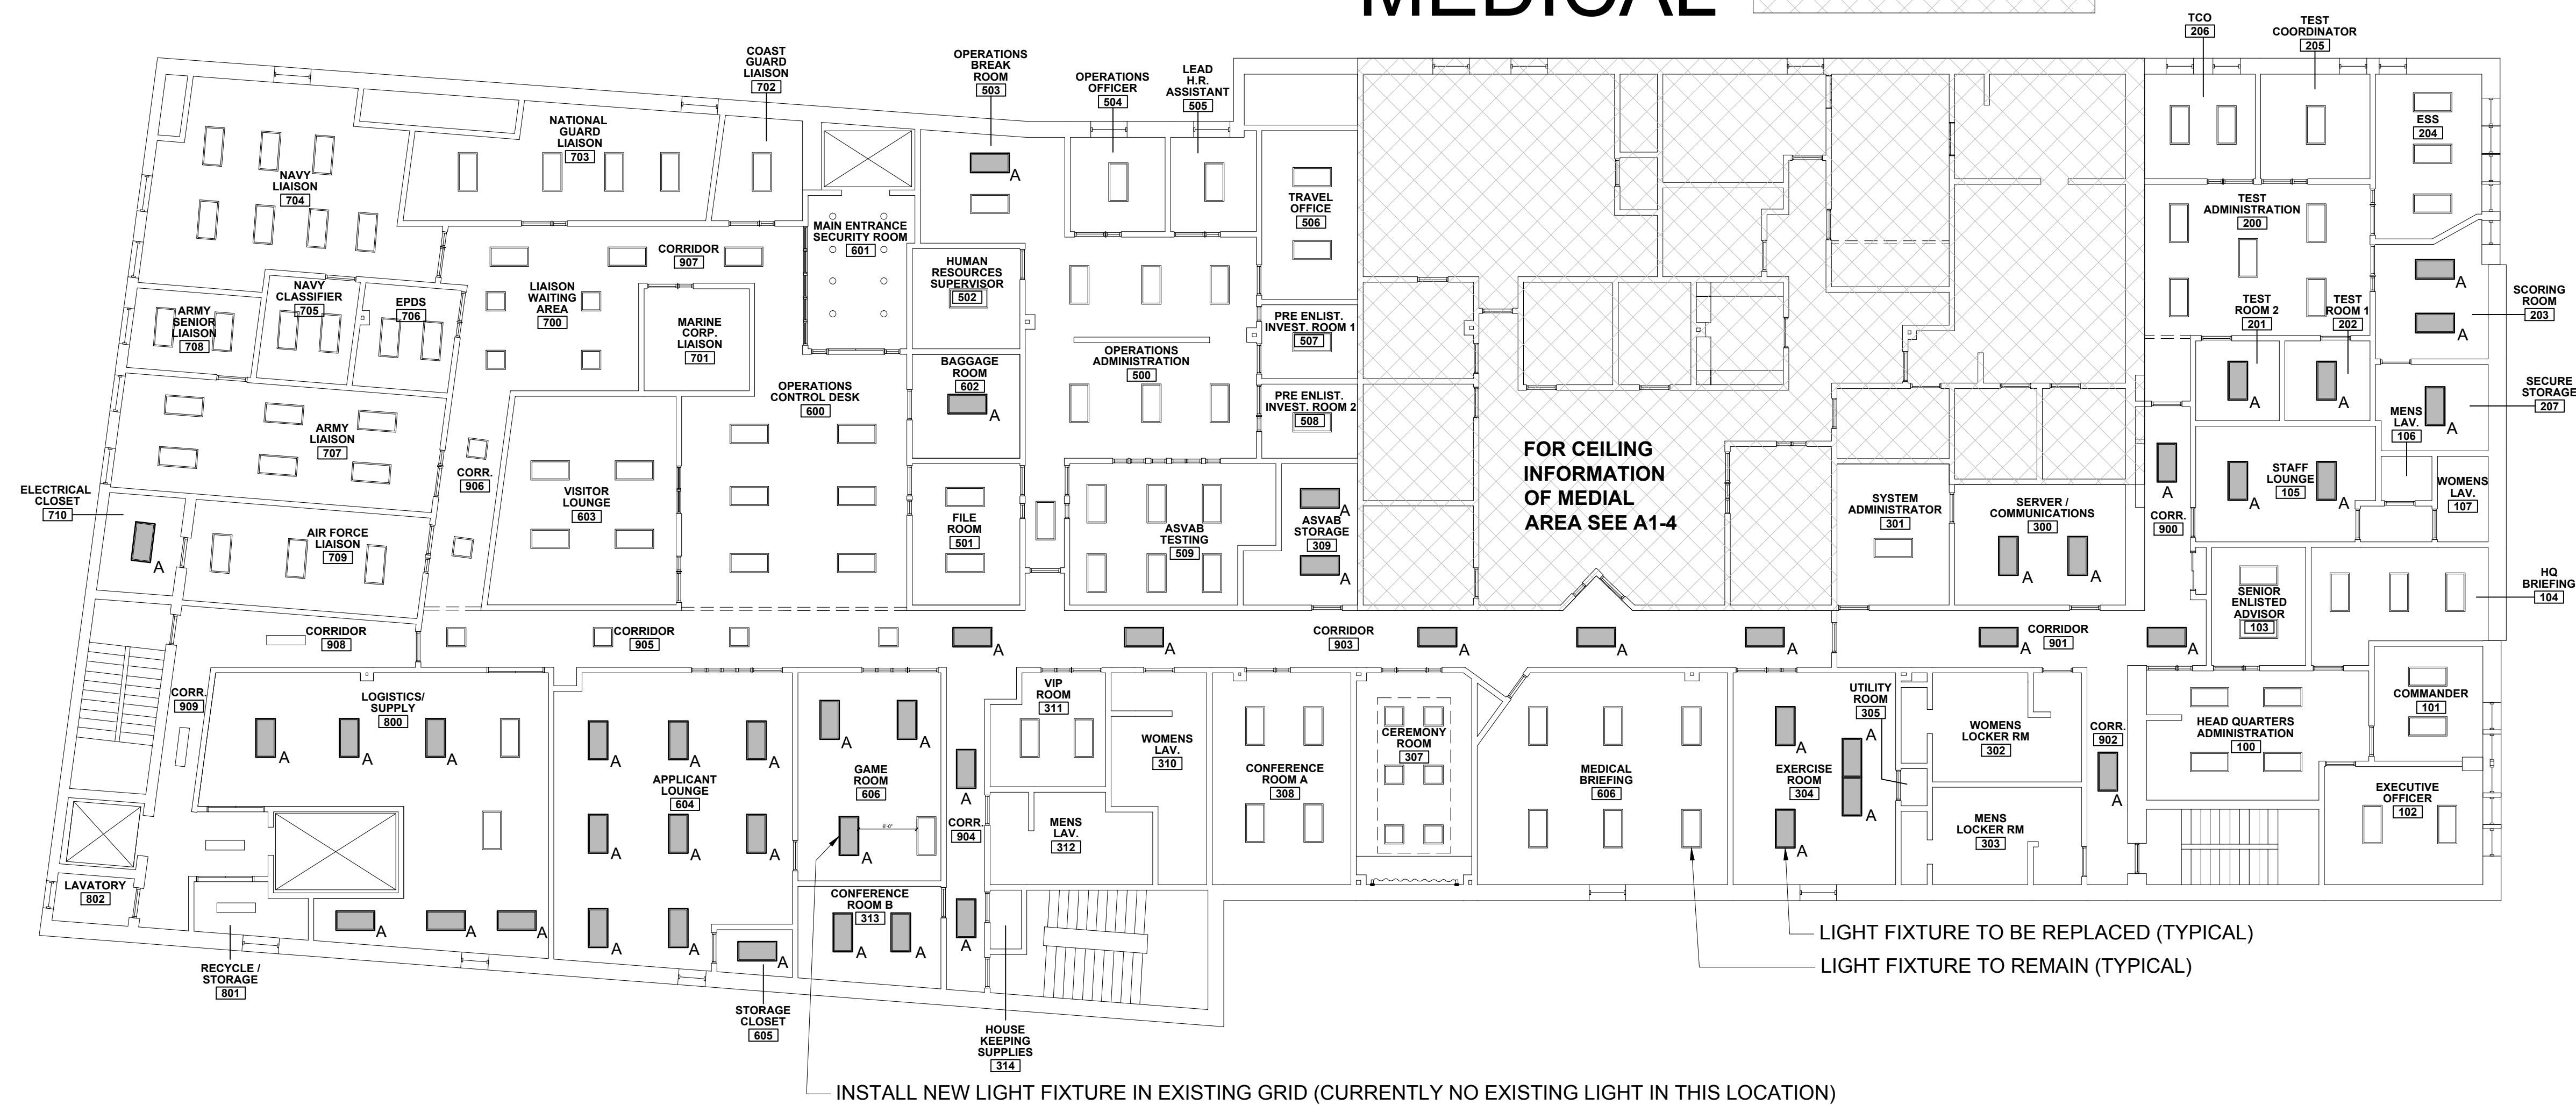 MEDICAL
TCO
206
TEST
COORDINATOR
205
COAST
GUARD
LIAISON
702
OPERATIONS
BREAK
ROOM
503
OPERATIONS
OFFICER
504
LEAD
H.R.
ASSISTANT
505
ESS
204
NATIONAL
GUARD
LIAISON
703
NAVY
LIAISON
704
MAIN ENTRANCE
SECURITY ROOM
601
TRAVEL
OFFICE
506
TEST
ADMINISTRATION
200
CORRIDOR
907
HUMAN
RESOURCES
SUPERVISOR
502
NAVY
CLASSIFIER
705
EPDS
706
LIAISON
WAITING
AREA
700
ARMY
SENIOR
LIAISON
708
MARINE
CORP.
LIAISON
701
PRE ENLIST.
INVEST. ROOM 1
507
TEST
ROOM 2
201
TEST
ROOM 1
202
A
A
A
SCORING
ROOM
203
OPERATIONS
ADMINISTRATION
500
BAGGAGE
ROOM
602
A
OPERATIONS
CONTROL DESK
600
PRE ENLIST.
INVEST. ROOM 2
508
A
A
A
SECURE
STORAGE
207
MENS
LAV.
106
ARMY
LIAISON
707
FOR CEILING
INFORMATION
OF MEDIAL
AREA SEE A1-4
CORR.
906
ELECTRICAL
CLOSET
710
A
VISITOR
LOUNGE
603
FILE
ROOM
501
ASVAB
TESTING
509
A
ASVAB
STORAGE
309
A
SYSTEM
ADMINISTRATOR
301
SERVER /
COMMUNICATIONS
300
A
A
A
CORR.
900
STAFF
LOUNGE
105
A
A
WOMENS
LAV.
107
AIR FORCE
LIAISON
709
SENIOR
ENLISTED
ADVISOR
103
HQ
BRIEFING
104
CORRIDOR
908
CORRIDOR
905
A
A
CORRIDOR
903
A
A
A
A
CORRIDOR
901
A
CORR.
909
LOGISTICS/
SUPPLY
800
A
A
A
A
A
A
APPLICANT
LOUNGE
604
A
A
A
A
A
A
A
A
A
A
GAME
ROOM
606
6'-0"
A
VIP
ROOM
311
WOMENS
LAV.
310
A
CORR.
904
A
MENS
LAV.
312
CONFERENCE
ROOM A
308
CEREMONY
ROOM
307
MEDICAL
BRIEFING
606
A
A
A
A
EXERCISE
ROOM
304
UTILITY
ROOM
305
WOMENS
LOCKER RM
302
MENS
LOCKER RM
303
CORR.
902
A
HEAD QUARTERS
ADMINISTRATION
100
COMMANDER
101
EXECUTIVE
OFFICER
102
LAVATORY
802
RECYCLE /
STORAGE
801
CONFERENCE
ROOM B
313
A
A
A
STORAGE
CLOSET
605
HOUSE
KEEPING
SUPPLIES
314
LIGHT FIXTURE TO BE REPLACED (TYPICAL)
LIGHT FIXTURE TO REMAIN (TYPICAL)
INSTALL NEW LIGHT FIXTURE IN EXISTING GRID (CURRENTLY NO EXISTING LIGHT IN THIS LOCATION)